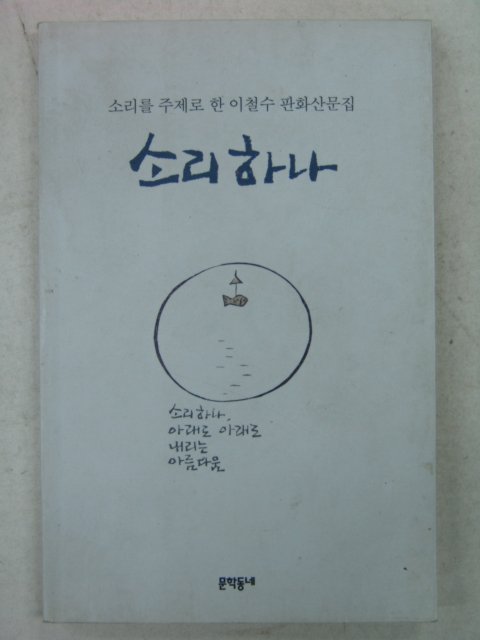 소리를 주제로 한 이철수 판화산문집
소리하나
소리하나.
아래로 아래로
내리는
아름다움
문학동네